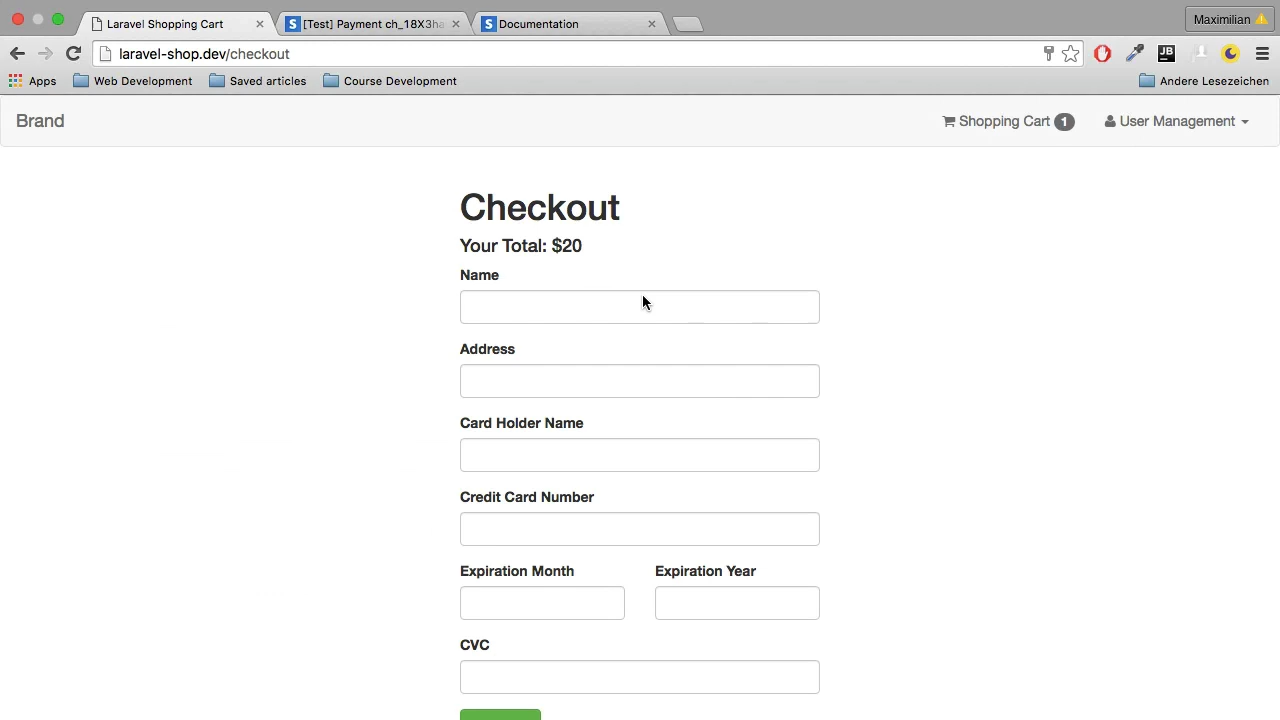 Laravel Shopping Cart
[Test] Payment ch_18X3ha
Documentation
Maximilian
laravel-shop.dev/checkout
JB
Apps
Web Development
Saved articles
Course Development
Andere Lesezeichen
Brand
Shopping Cart 1
User Management
Checkout
Your Total: $20
Name
Address
Card Holder Name
Credit Card Number
Expiration Month
Expiration Year
CVC